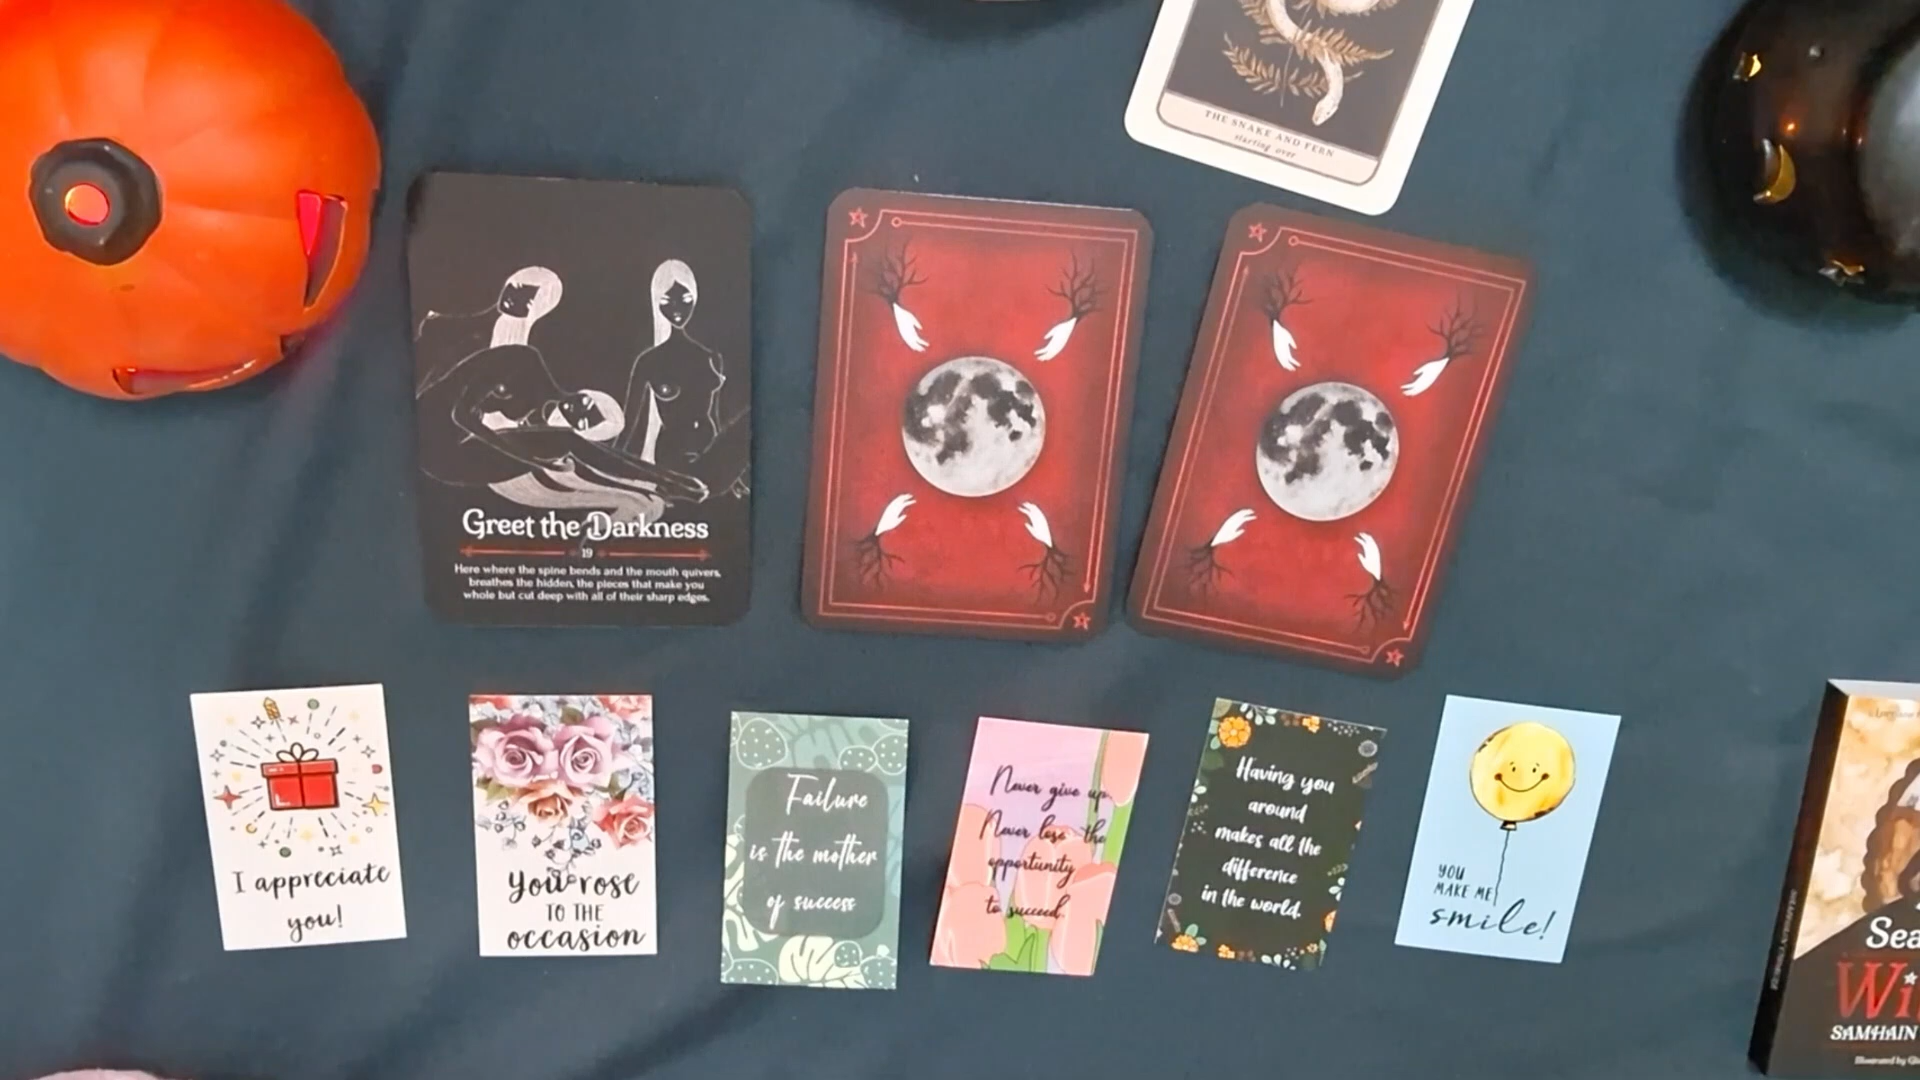 THE SNAKE AND FERN
starting over
Greet the Darkness
19
Here where the spine bends and the mouth quivers,
breathes the hidden, the pieces that make you
whole but cut deep with all of their sharp edges.
I appreciate
you!
You rose
TO THE
occasion
Failure
is the mother
of success
Never give up.
Never lose the
opportunity
to succeed.
Having you
around
makes all the
difference
in the world.
YOU
MAKE ME
smile!
Sea
Wi
SAMHAIN
Illustrated by